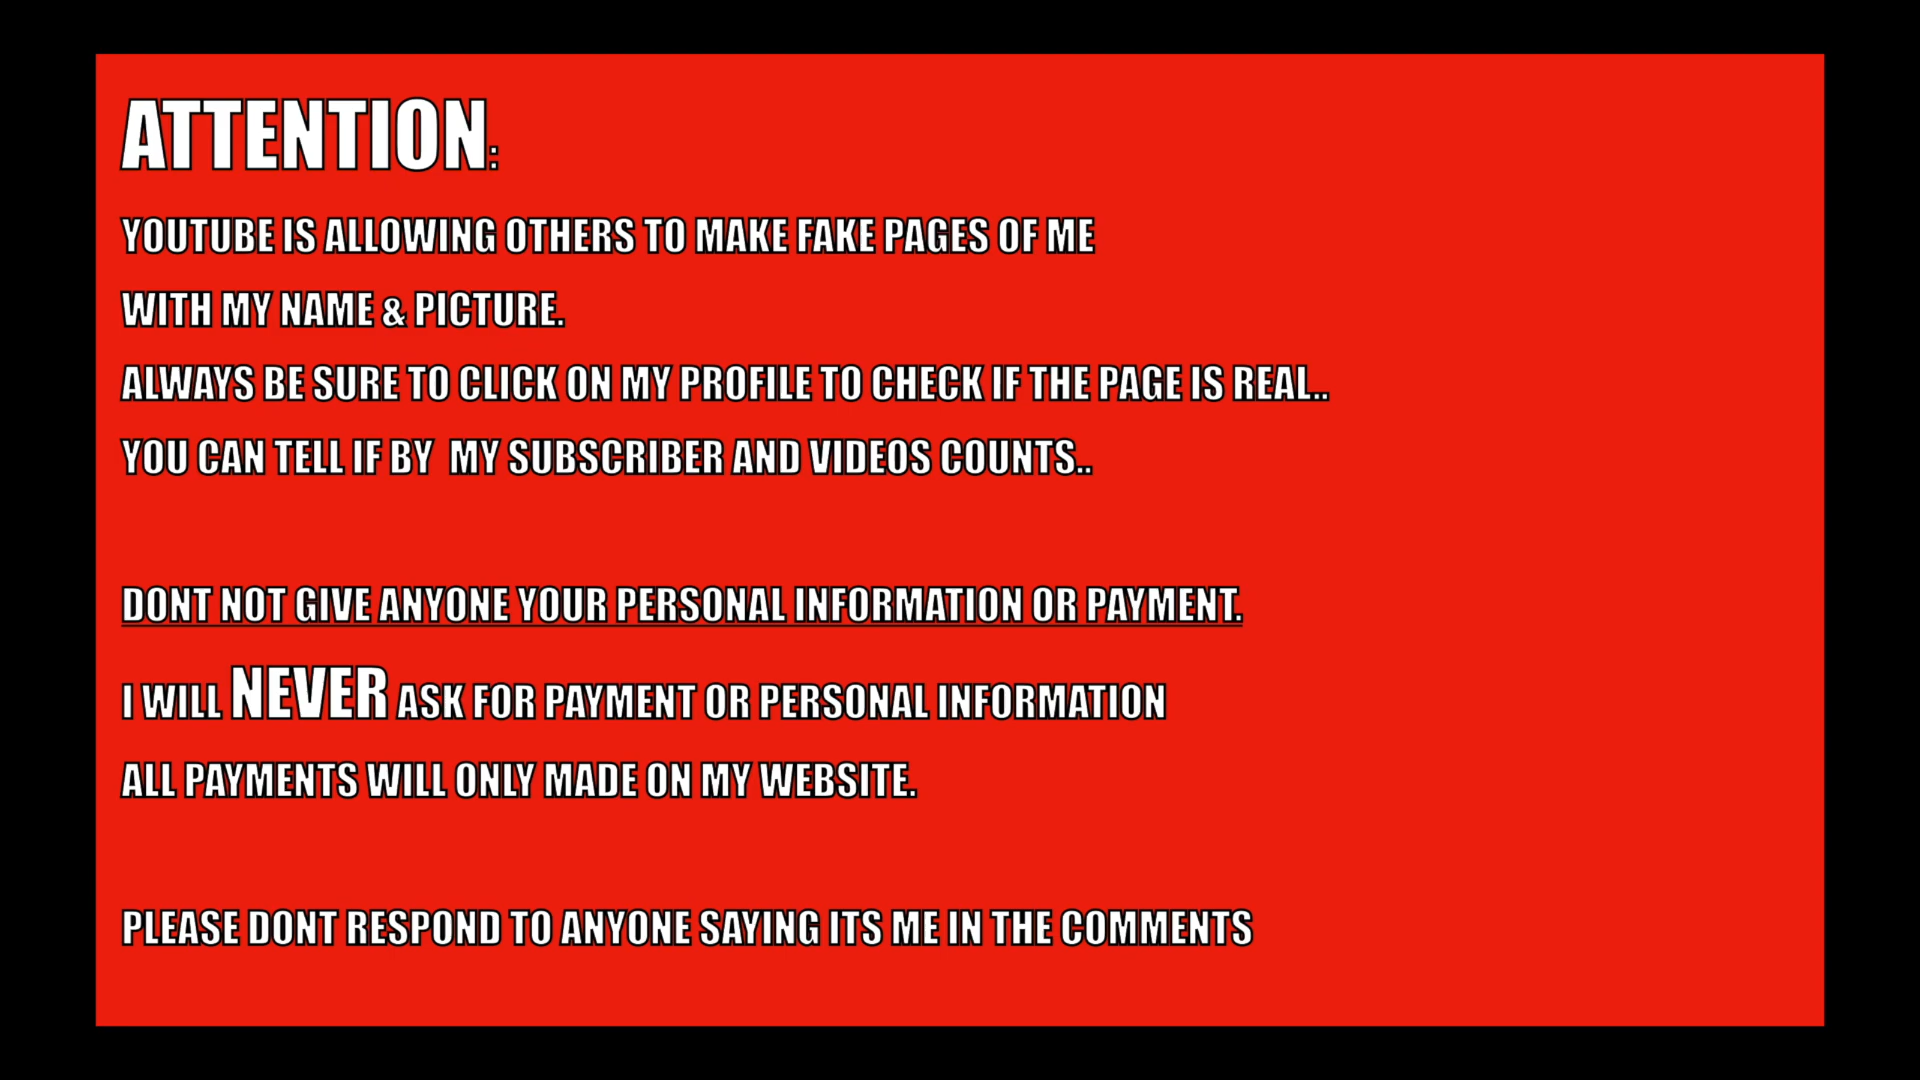 ATTENTION:
YOUTUBE IS ALLOWING OTHERS TO MAKE FAKE PAGES OF ME
WITH MY NAME & PICTURE.
ALWAYS BE SURE TO CLICK ON MY PROFILE TO CHECK IF THE PAGE IS REAL..
YOU CAN TELL IF BY  MY SUBSCRIBER AND VIDEOS COUNTS..
DONT NOT GIVE ANYONE YOUR PERSONAL INFORMATION OR PAYMENT.
I WILL NEVER ASK FOR PAYMENT OR PERSONAL INFORMATION
ALL PAYMENTS WILL ONLY MADE ON MY WEBSITE.
PLEASE DONT RESPOND TO ANYONE SAYING ITS ME IN THE COMMENTS